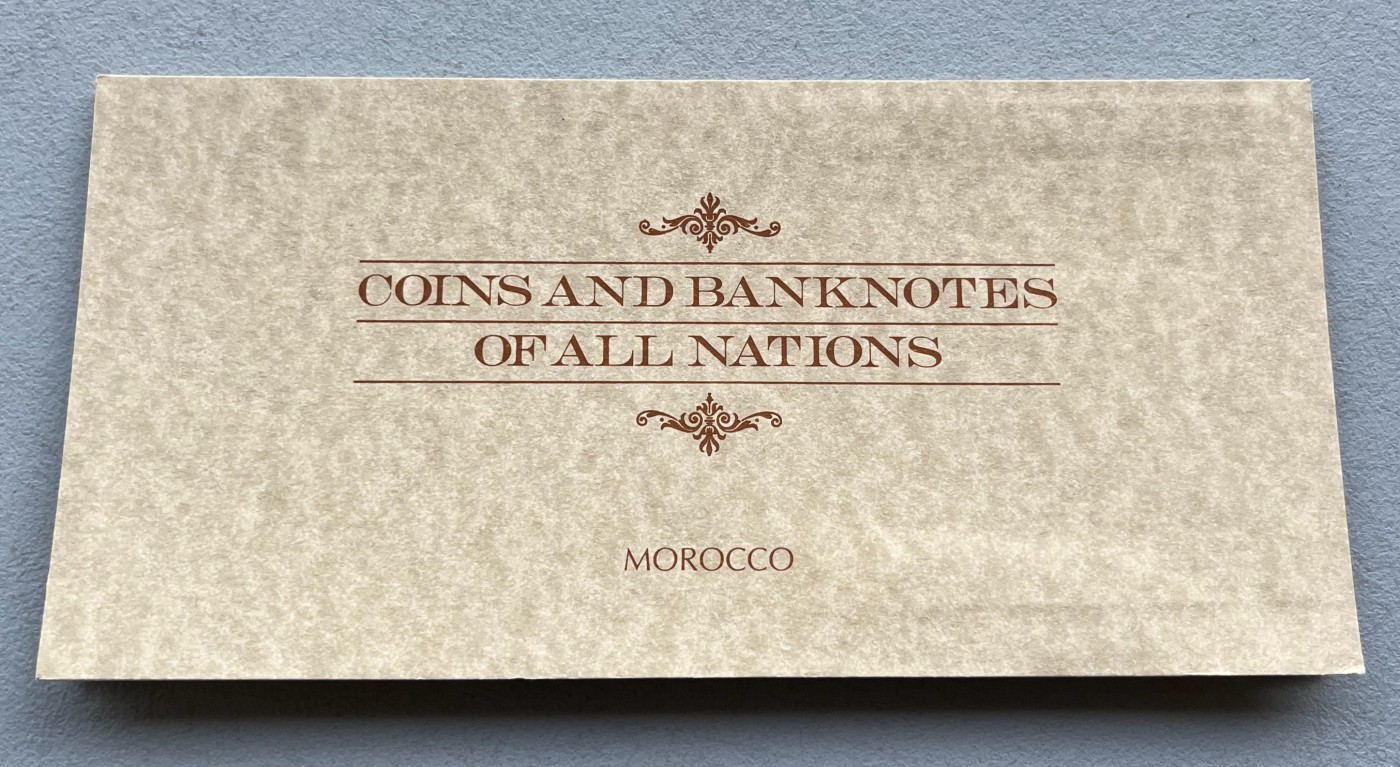 COINS AND BANKNOTES
OF ALL NATIONS
MOROCCO